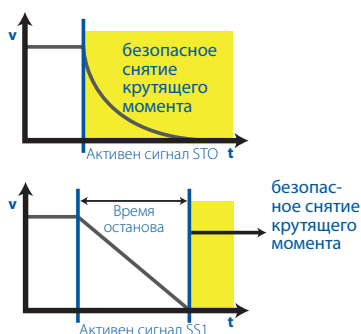 v
безопасное
снятие
крутящего
момента
Активен сигнал STO
t
v
Время
останова
безопас-
ное снятие
крутящего
момента
t
Активен сигнал SS1